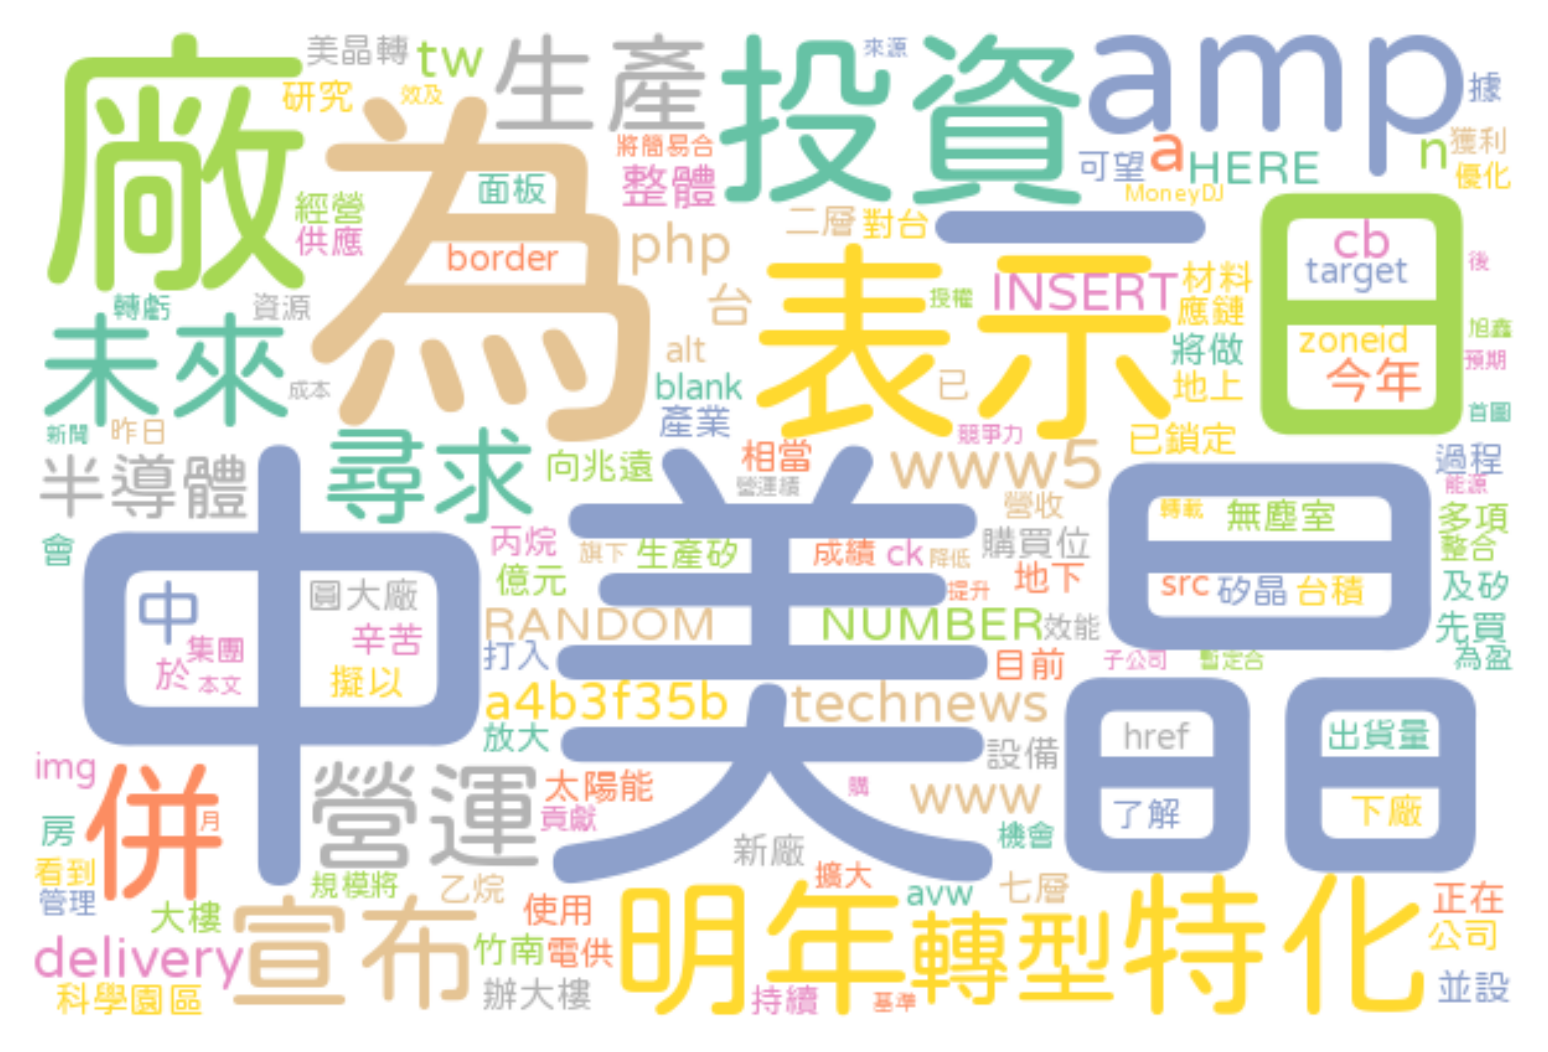 廠
美晶轉
tw
生產
投資
來源
amp
據
研究
效及
為
將簡易合
可望
a
HERE
n
獲利
優化
面板
整體
MoneyDJ
經營
供應
border
php
二層
對台
一
日
cb
target
後
轉虧
資源
台
表示
授權
INSERT
材料
應鏈
旭鑫
未來
成本
alt
blank
已
將做
地上
zoneid
今年
預期
首圖
新聞
昨日
產業
競爭力
已鎖定
半導體
尋求
向兆遠
相當
營運績
www5
過程
能源
中美晶
會
丙烷
旗下
生產矽
成績
ck
降低
營收
購買位
轉載
無塵室
多項
整合
億元
提升
地下
src
矽晶
台積
及矽
中
圓大廠
RANDOM
NUMBER
效能
先買
集團
辛苦
打入
目前
子公司
暫定合
為盈
於
本文
擬以
a4b3f35b
technews
放大
設備
href
出貨量
img
併
月
營運
太陽能
貢獻
購
www
了解
下廠
房
新廠
機會
看到
管理
規模將
乙烷
擴大
avw
七層
正在
大樓
宣布
使用
明年
轉型
特化
公司
delivery
竹南
電供
科學園區
辦大樓
持續
基準
並設